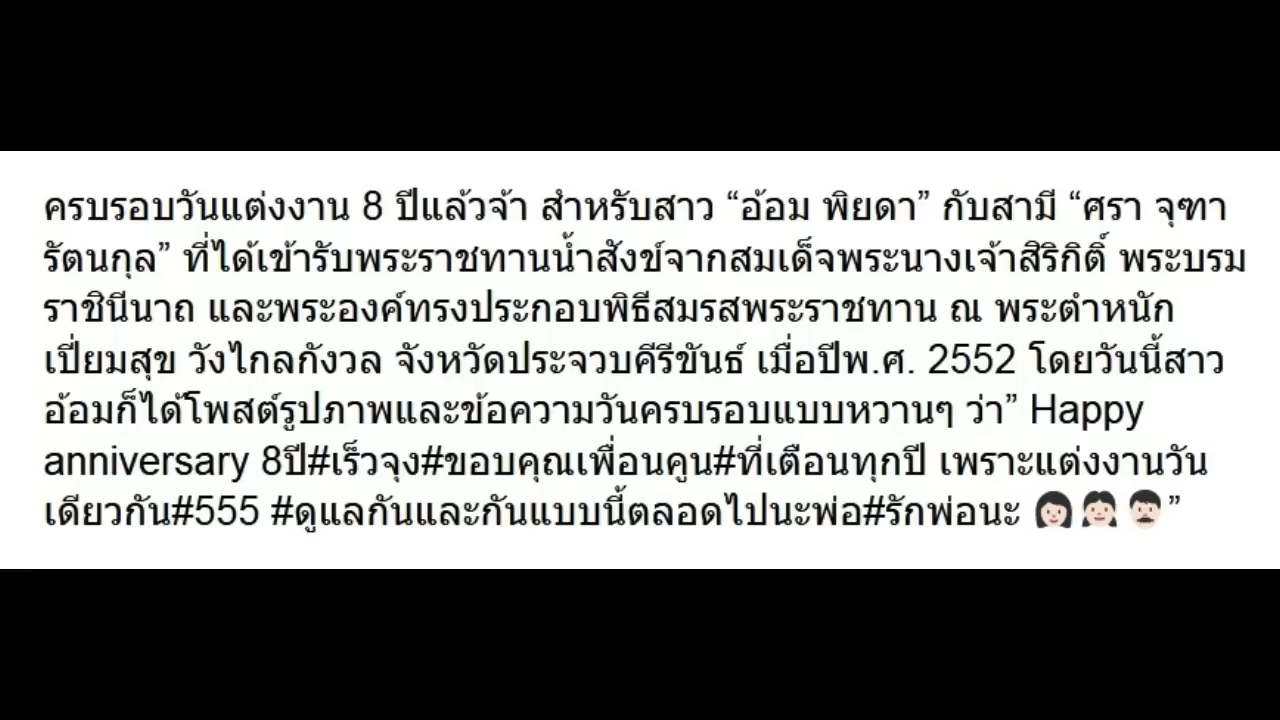 ครบรอบวันแต่งงาน 8 ปีแล้วจ้า สำหรับสาว “อ้อม พิยดา” กับสามี “ศรา จุฑา
รัตนกุล” ที่ได้เข้ารับพระราชทานน้ำสังข์จากสมเด็จพระนางเจ้าสิริกิติ์ พระบรม
ราชินีนาถ และพระองค์ทรงประกอบพิธีสมรสพระราชทาน ณ พระตำหนัก
เปี่ยมสุข วังไกลกังวล จังหวัดประจวบคีรีขันธ์ เมื่อปีพ.ศ. 2552 โดยวันนี้สาว
อ้อมก็ได้โพสต์รูปภาพและข้อความวันครบรอบแบบหวานๆ ว่า” Happy
anniversary 8ปี#เร็วจุง#ขอบคุณเพื่อนคูน#ที่เตือนทุกปี เพราะแต่งงานวัน
เดียวกัน#555 #ดูแลกันและกันแบบนี้ตลอดไปนะพ่อ#รักพ่อนะ 👩👧👨”